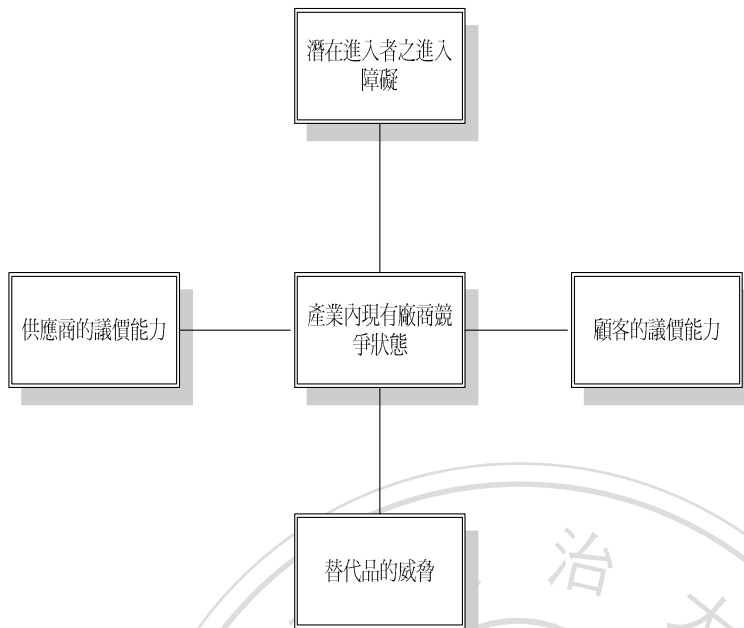 潛在進入者之進入
障礙
供應商的議價能力
產業內現有廠商競
爭狀態
顧客的議價能力
替代品的威脅
治